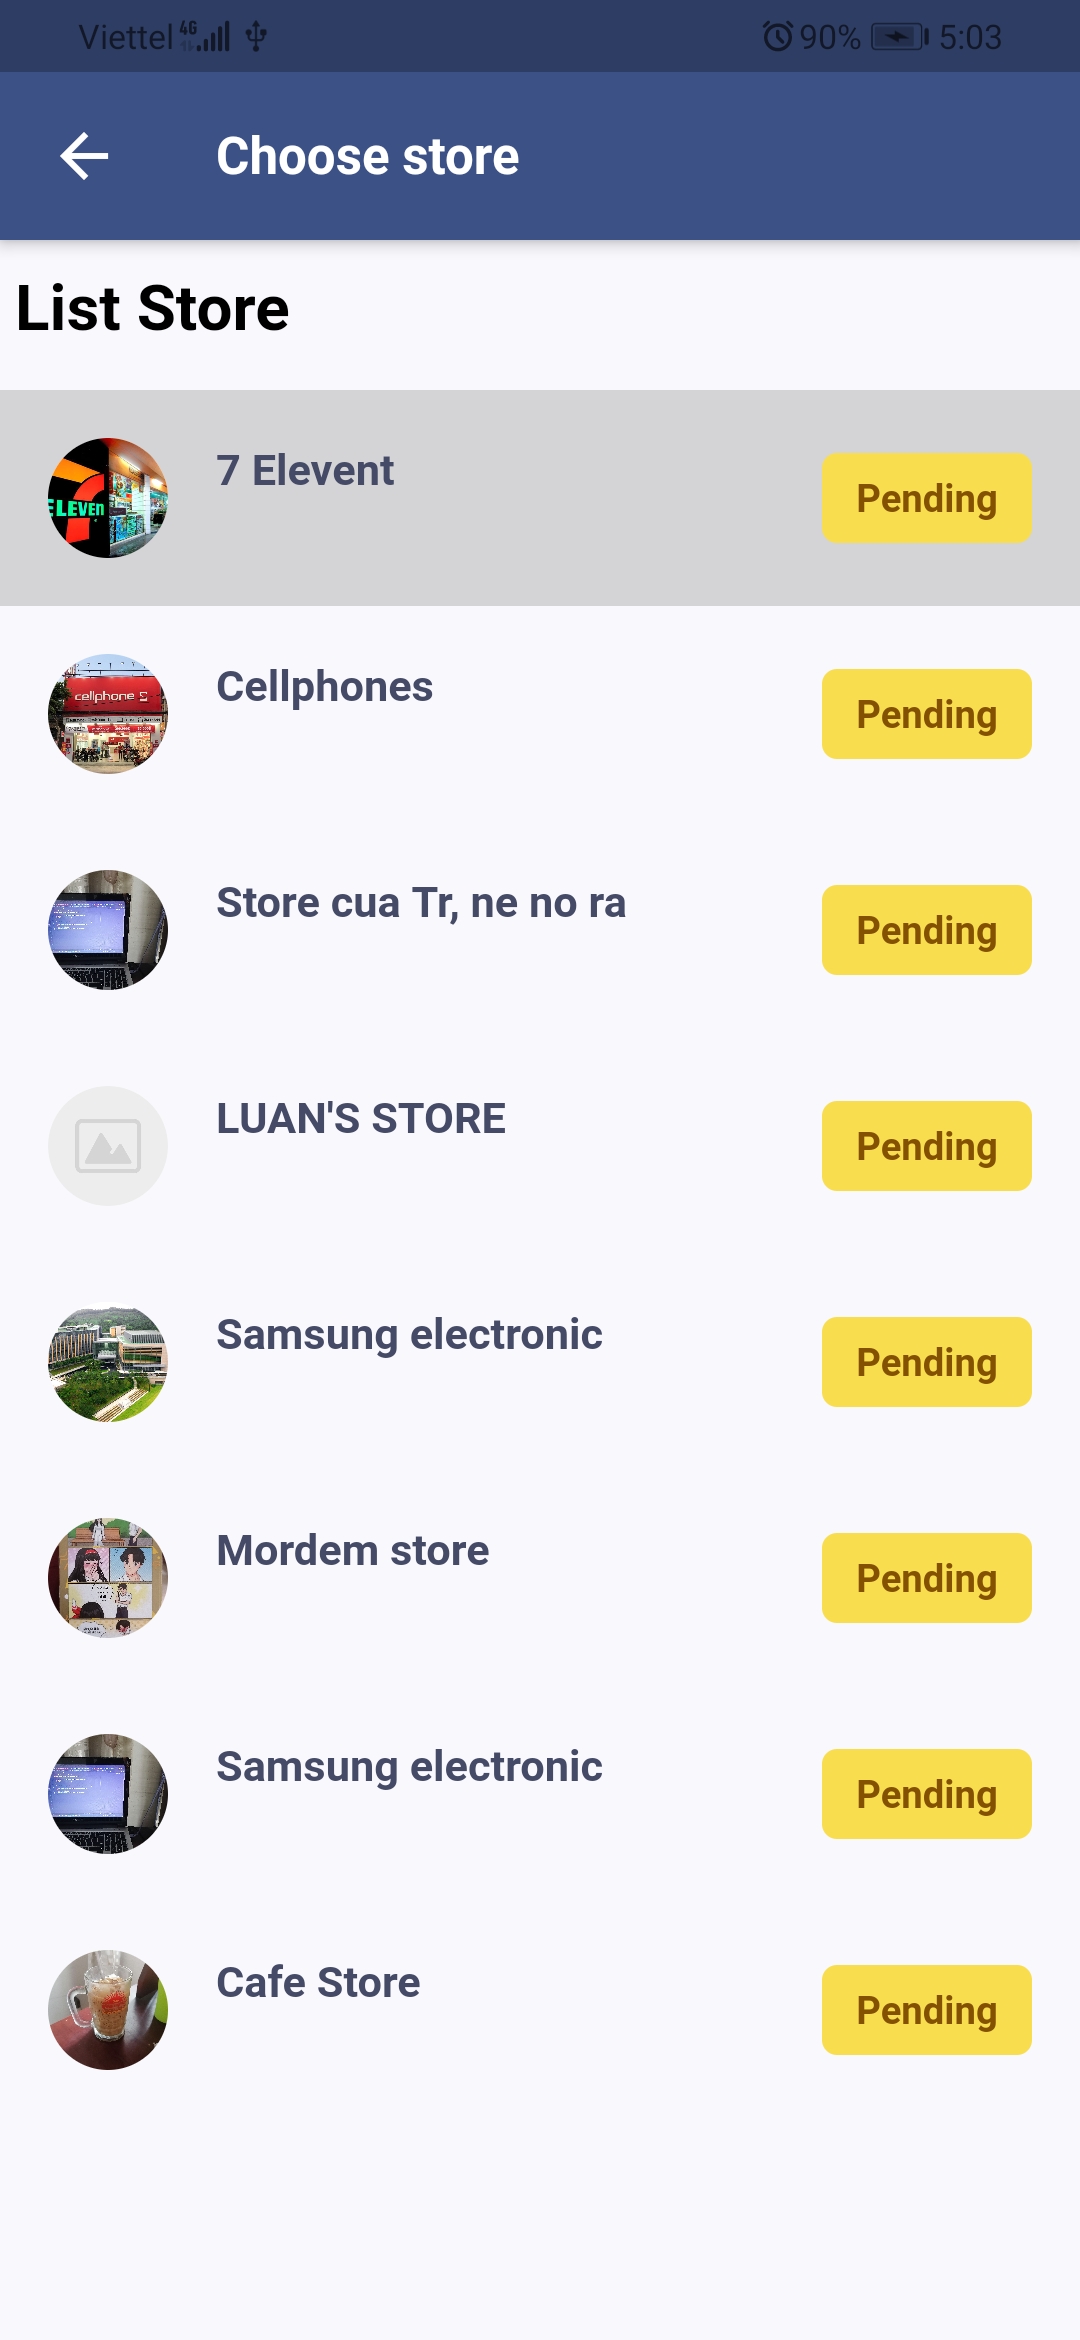 Viettel 4G 90% 5:03
Choose store
List Store
ELEVEn
7 Elevent
Pending
cellphone S
Cellphones
Pending
Store cua Tr, ne no ra
Pending
LUAN'S STORE
Pending
Samsung electronic
Pending
Mordem store
Pending
Samsung electronic
Pending
Cafe Store
Pending